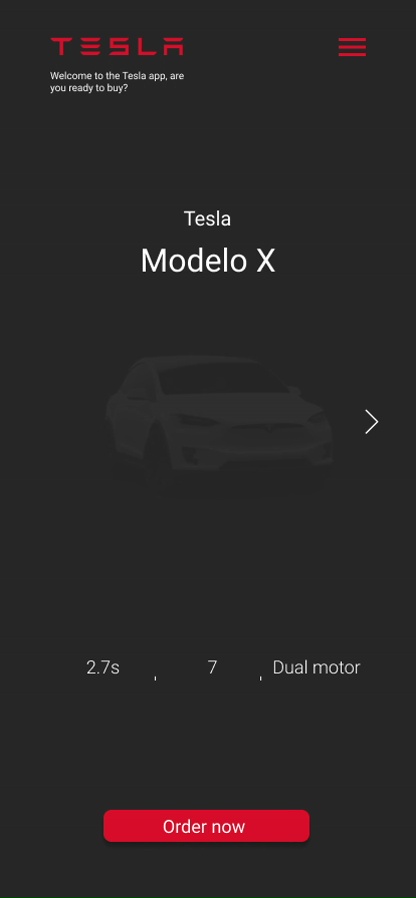 TESLA
Welcome to the Tesla app, are
you ready to buy?
Tesla
Modelo X
2.7s
7
Dual motor
Order now